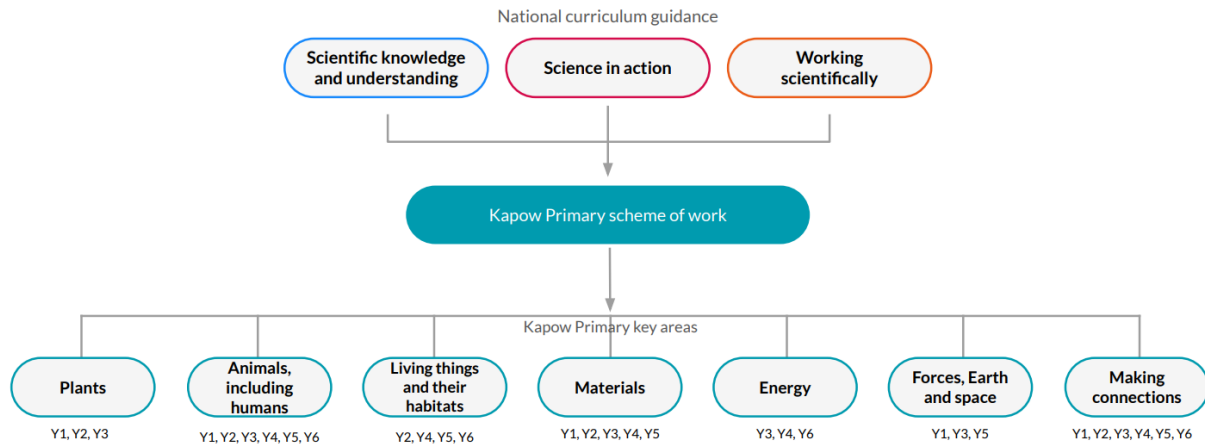 National curriculum guidance
Scientific knowledge
and understanding
Science in action
Working
scientifically
Kapow Primary scheme of work
Kapow Primary key areas
Plants
Y1, Y2, Y3
Animals,
including
humans
Y1, Y2, Y3, Y4, Y5, Y6
Living things
and their
habitats
Y2, Y4, Y5, Y6
Materials
Y1, Y2, Y3, Y4, Y5
Energy
Y3, Y4, Y6
Forces, Earth
and space
Y1, Y3, Y5
Making
connections
Y1, Y2, Y3, Y4, Y5, Y6